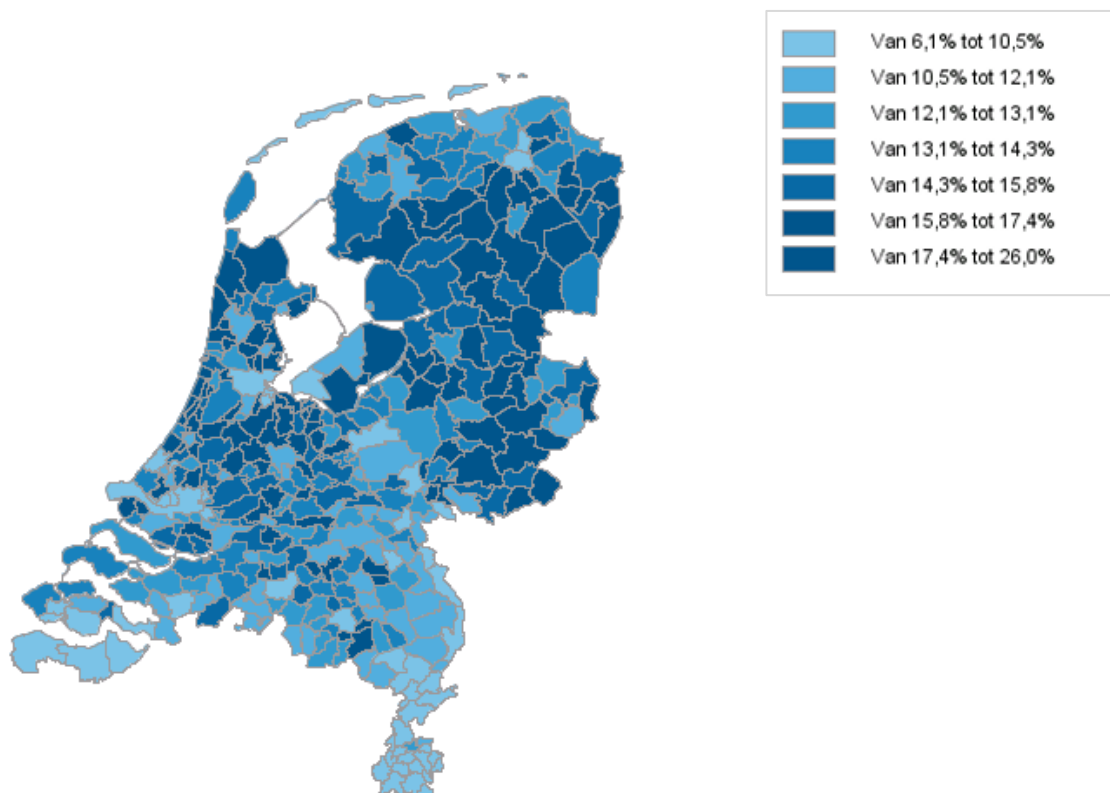 Van 6,1% tot 10,5%
Van 10,5% tot 12,1%
Van 12,1% tot 13,1%
Van 13,1% tot 14,3%
Van 14,3% tot 15,8%
Van 15,8% tot 17,4%
Van 17,4% tot 26,0%